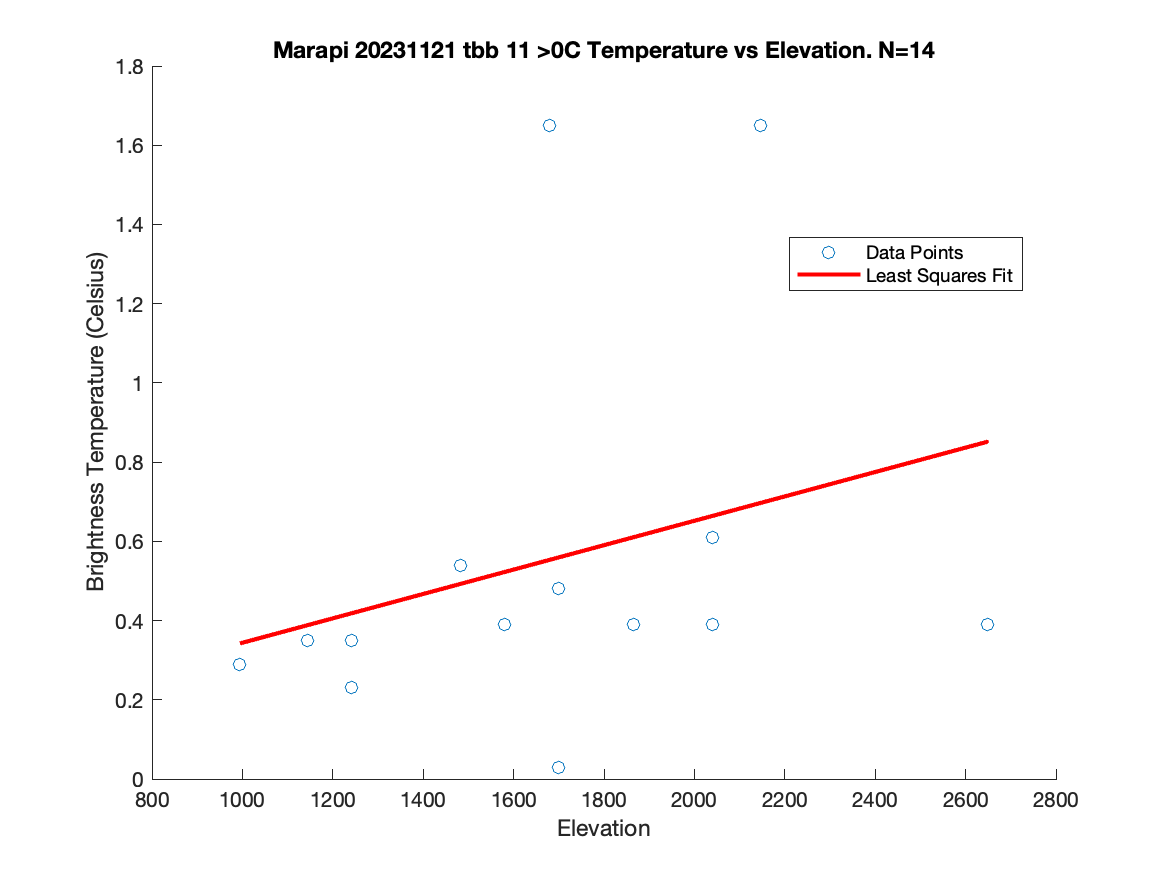 Marapi 20231121 tbb 11 >0C Temperature vs Elevation. N=14
1.8
1.6
1.4
1.2
1
0.8
0.6
0.4
0.2
0
Brightness Temperature (Celsius)
Data Points
Least Squares Fit
800 1000 1200 1400 1600 1800 2000 2200 2400 2600 2800
Elevation